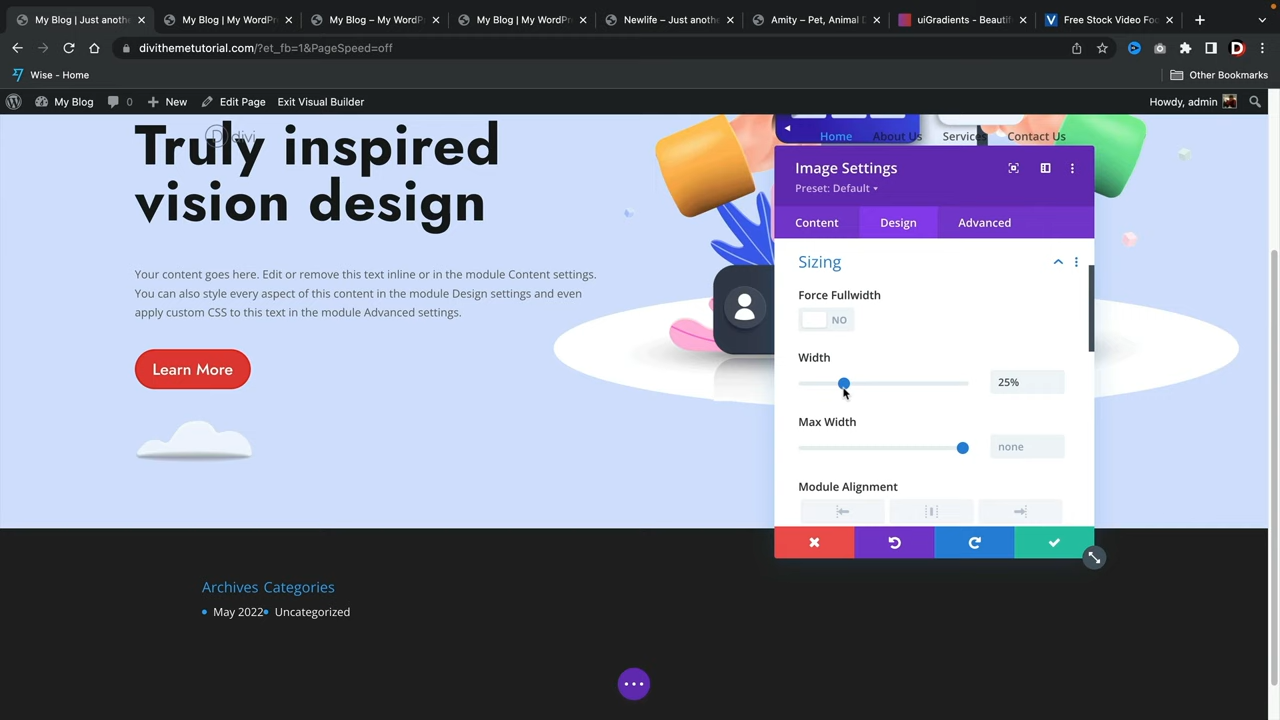 My Blog | Just anoth
My Blog | My WordPr
My Blog – My WordP
My Blog | My WordPr
Newlife – Just anoth
Amity – Pet, Animal D
uiGradients - Beautif
Free Stock Video Foo
divithemetutorial.com/?et_fb=1&PageSpeed=off
Wise - Home
Other Bookmarks
My Blog 0 New Edit Page Exit Visual Builder
Howdy, admin
divi
Home About Us Services Contact Us
Truly inspired
vision design
Your content goes here. Edit or remove this text inline or in the module Content settings.
You can also style every aspect of this content in the module Design settings and even
apply custom CSS to this text in the module Advanced settings.
Learn More
Image Settings
Preset: Default
Content Design Advanced
Sizing
Force Fullwidth
NO
Width
25%
Max Width
none
Module Alignment
Archives Categories
May 2022 Uncategorized